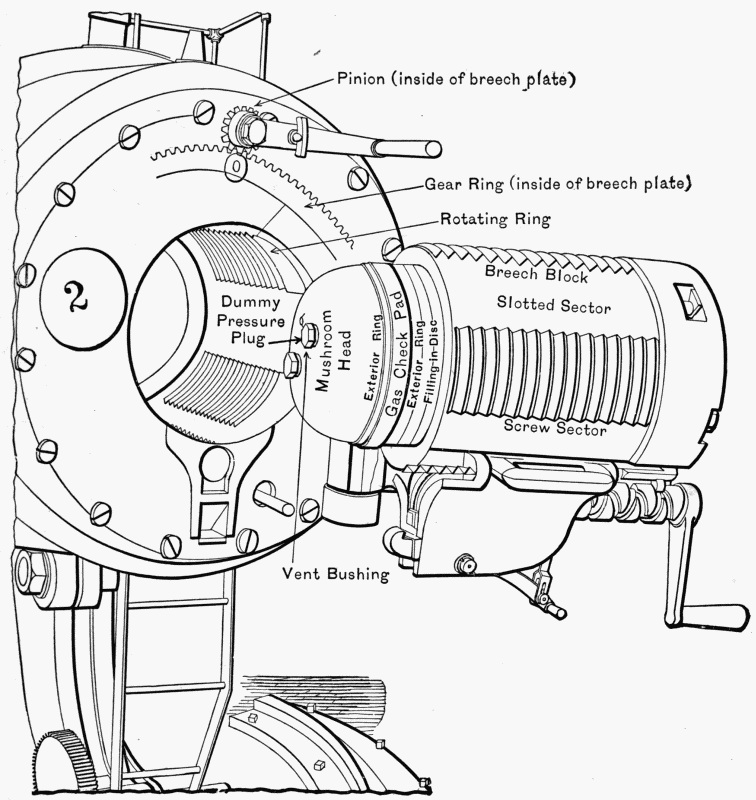 Pinion (inside of breech plate)
Gear Ring (inside of breech plate)
Rotating Ring
Breech Block
Slotted Sector
2
0
Dummy
Pressure
Plug
Mushroom
Head
Exterior Ring
Gas Check Pad
Exterior Ring
Filling-in-Disc
Screw Sector
Vent Bushing